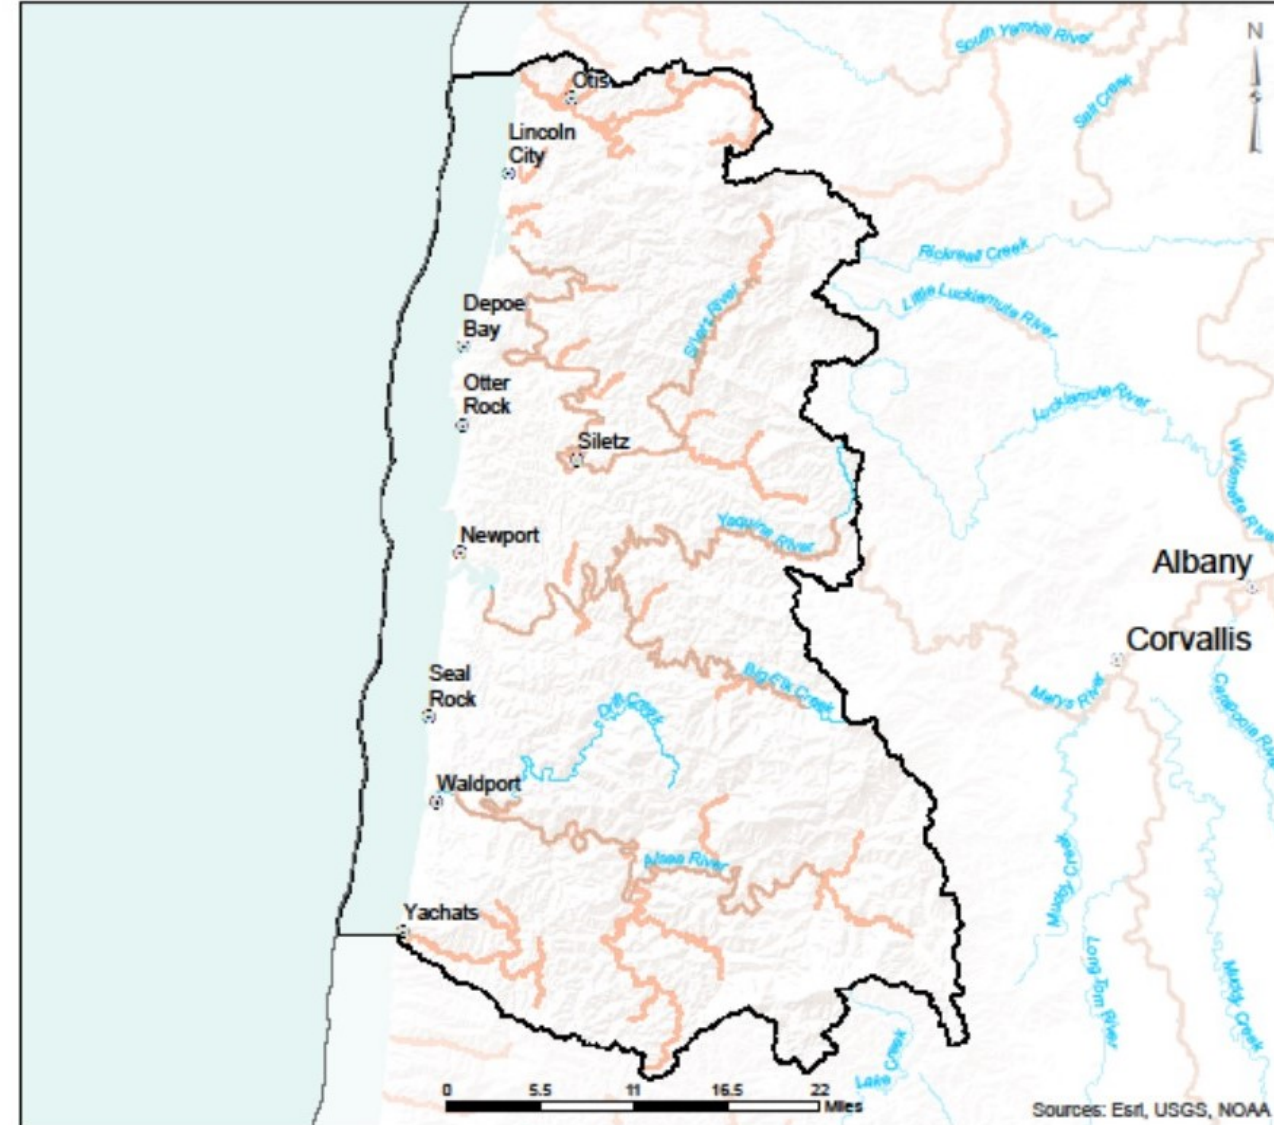 N
South Yamhill River
Otis
Salt Creek
Lincoln
City
Rickreall Creek
Little Luckiamute River
Depoe
Bay
Siletz River
Otter
Rock
Luckiamute River
Siletz
Willamette River
Yaquina River
Newport
Albany
Corvallis
Seal
Rock
Big Elk Creek
Marys River
Calapooia River
Drift Creek
Waldport
Alsea River
Muddy Creek
Yachats
Long Tom River
Muddy Creek
Lake Creek
0 5.5 11 16.5 22
Miles
Sources: Esri, USGS, NOAA